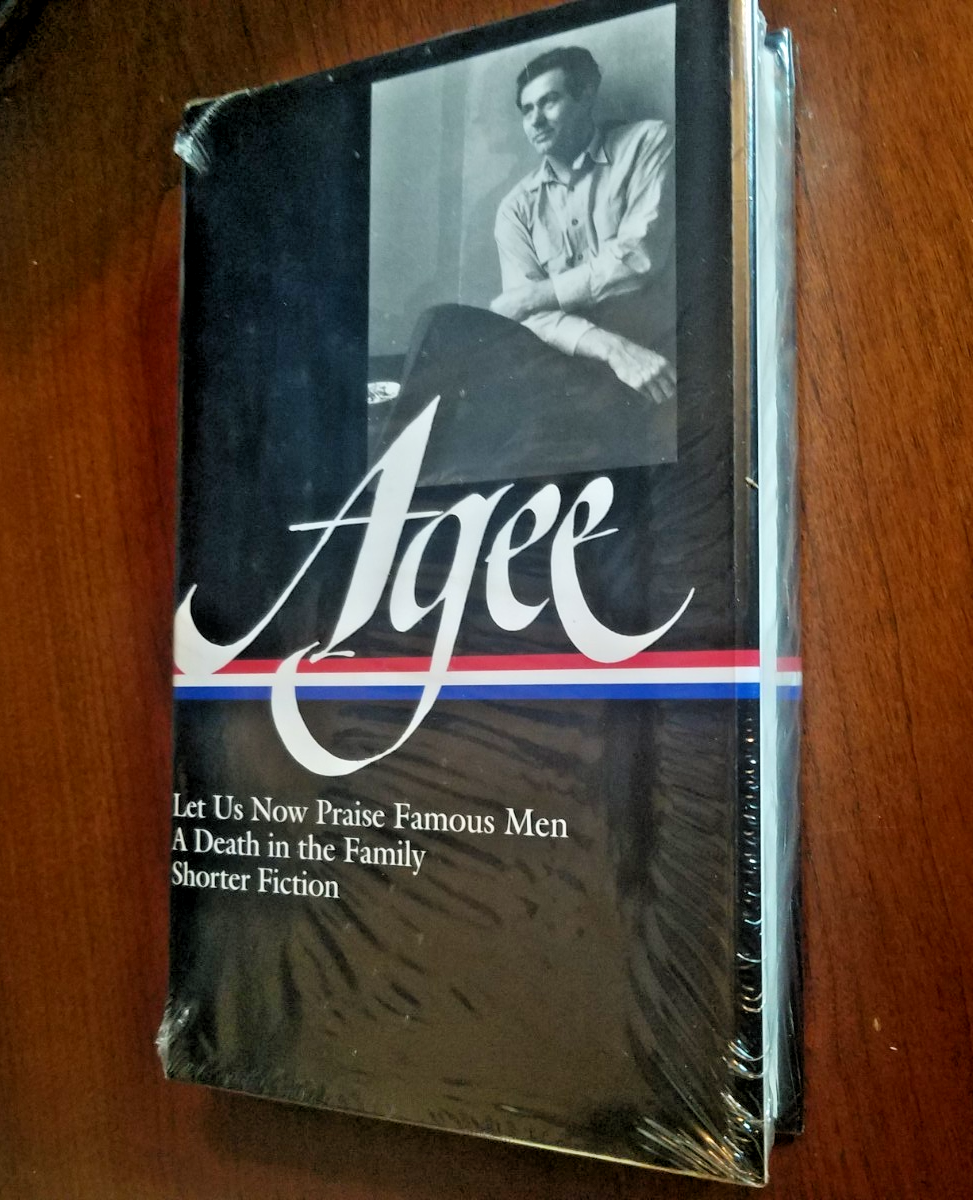 Agee
Let Us Now Praise Famous Men
A Death in the Family
Shorter Fiction